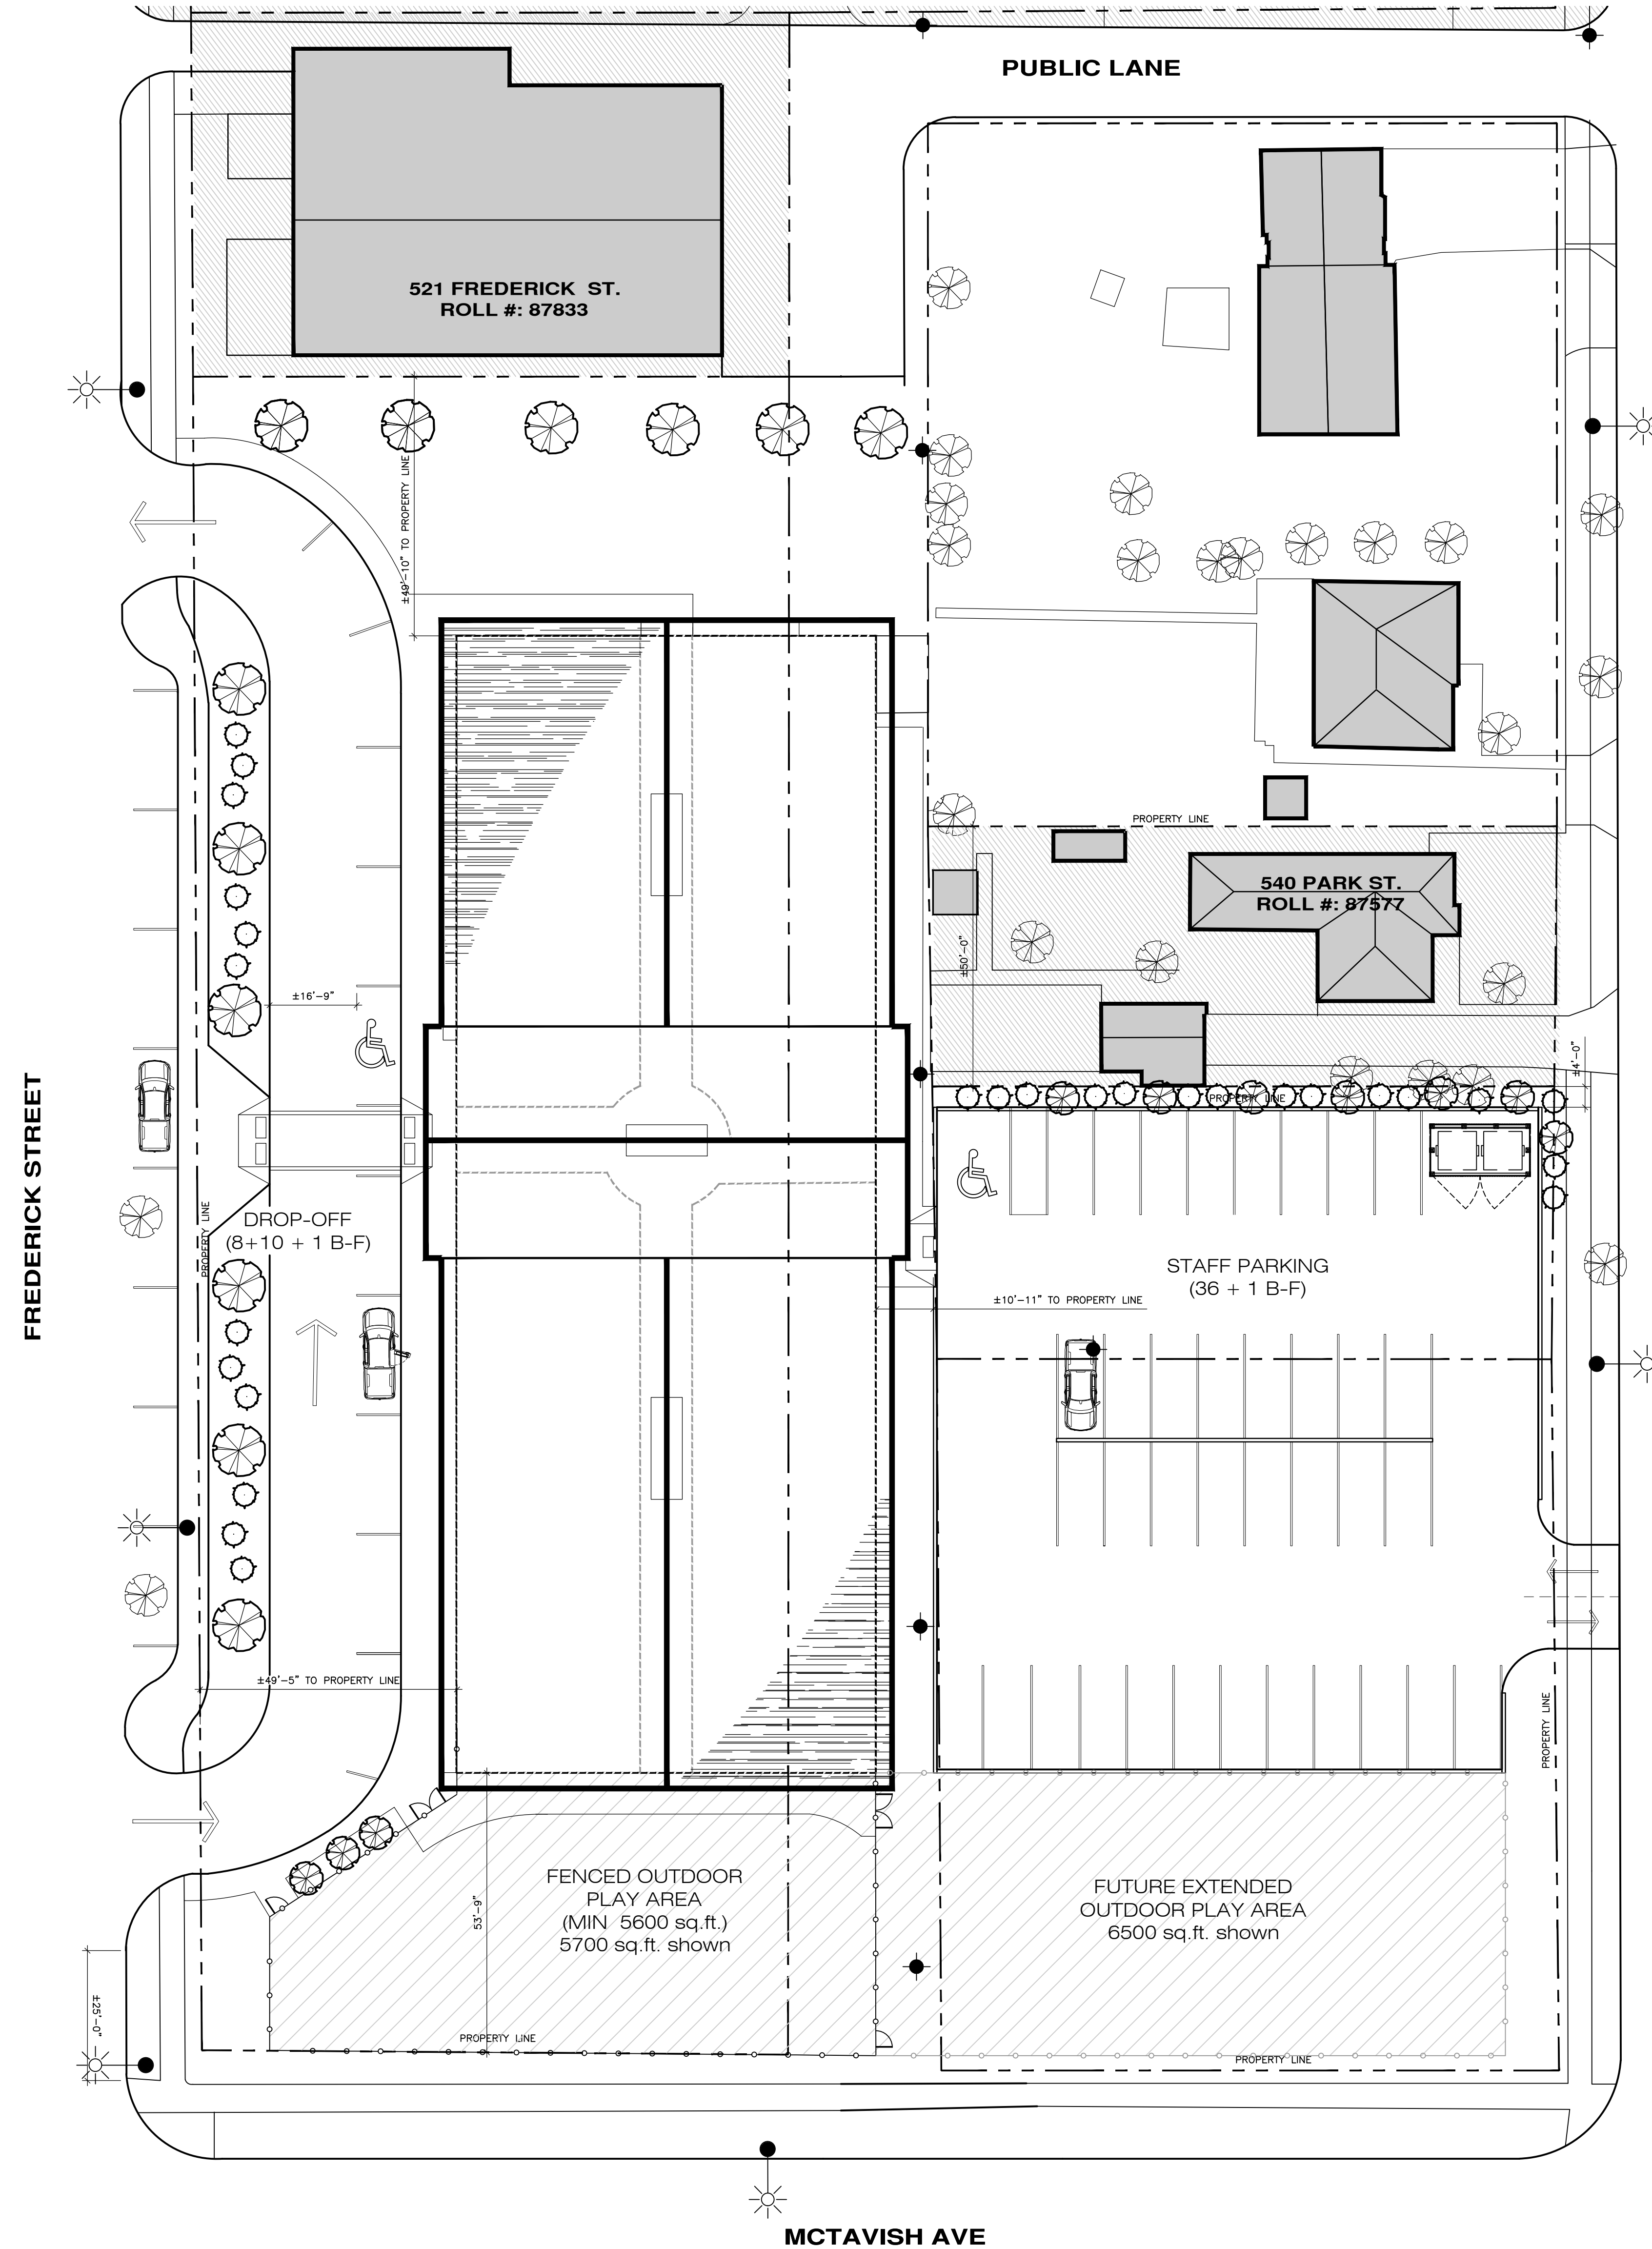 PUBLIC LANE
521 FREDERICK ST.
ROLL #: 87833
±49'-10" TO PROPERTY LINE
PROPERTY LINE
540 PARK ST.
ROLL #: 87577
±50'-0"
±16'-9"
±4'-0"
PROPERTY LINE
FREDERICK STREET
PROPERTY LINE
DROP-OFF
(8+10 + 1 B-F)
STAFF PARKING
(36 + 1 B-F)
±10'-11" TO PROPERTY LINE
±49'-5" TO PROPERTY LINE
PROPERTY LINE
FENCED OUTDOOR
PLAY AREA
(MIN 5600 sq.ft.)
5700 sq.ft. shown
53'-9"
FUTURE EXTENDED
OUTDOOR PLAY AREA
6500 sq.ft. shown
±25'-0"
PROPERTY LINE
PROPERTY LINE
MCTAVISH AVE